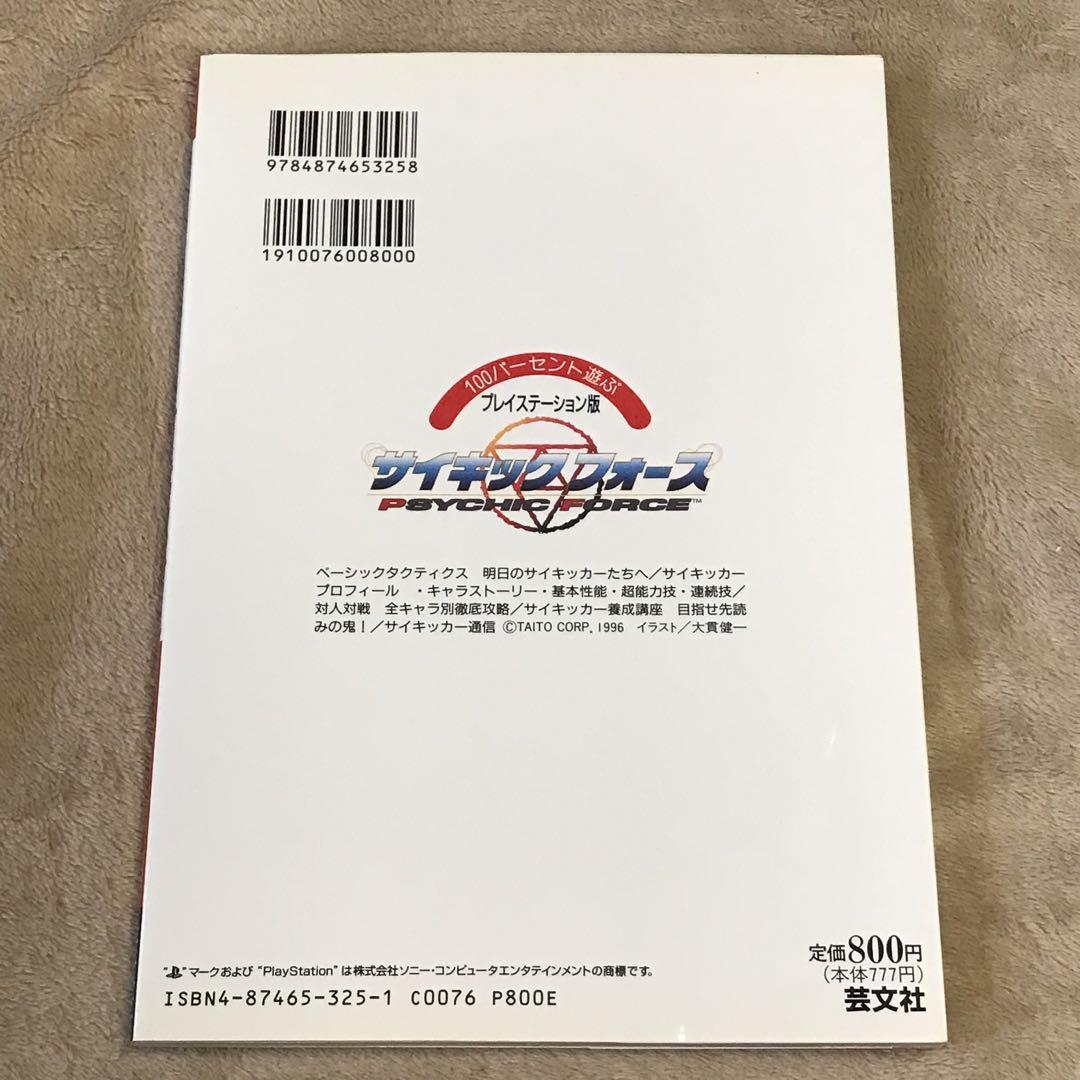 9784874653258
1910076008000
100パーセント遊ぶ
プレイステーション版
サイキックフォース
PSYCHIC FORCE™
ベーシックタクティクス　明日のサイキッカーたちへ／サイキッカー
プロフィール　・キャラストーリー・基本性能・超能力技・連続技／
対人対戦　全キャラ別徹底攻略／サイキッカー養成講座　目指せ先読
みの鬼！／サイキッカー通信 ©TAITO CORP. 1996　イラスト／大貫健一
定価800円
（本体777円）
芸文社
“ ”マークおよび “PlayStation” は株式会社ソニー・コンピュータエンタテインメントの商標です。
ISBN4-87465-325-1 C0076 P800E